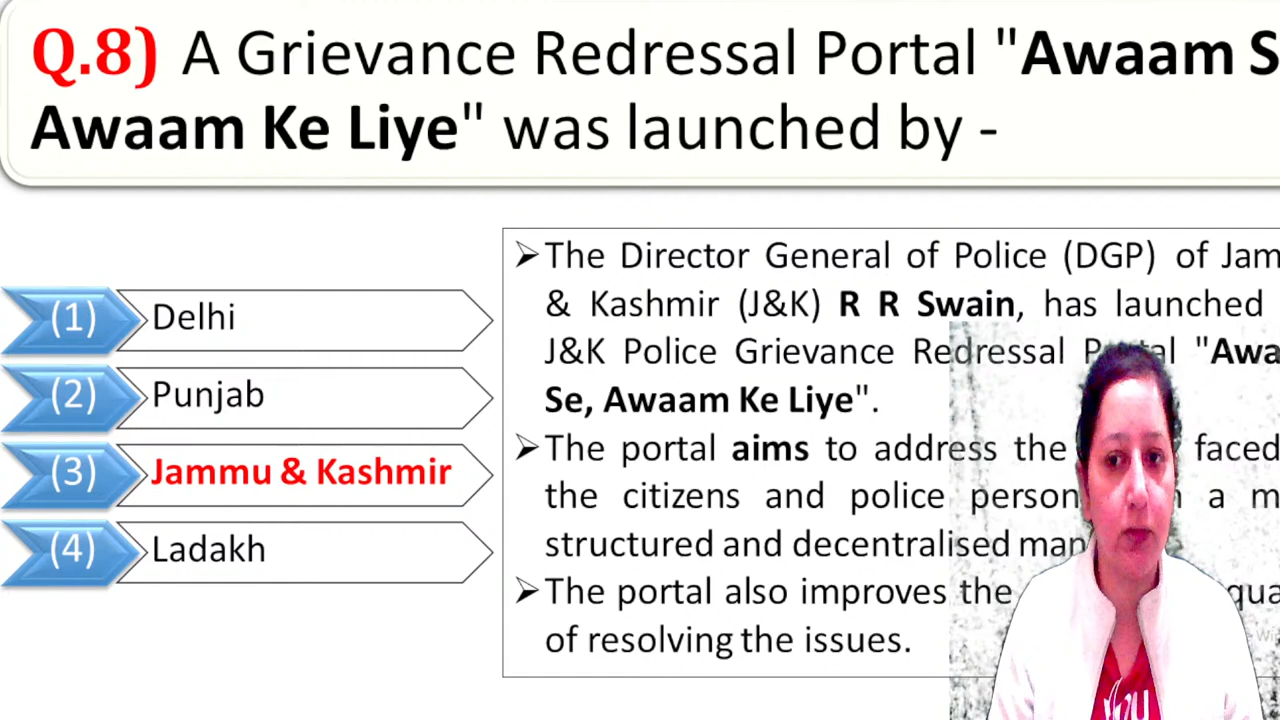 Q.8) A Grievance Redressal Portal "Awaam S
Awaam Ke Liye" was launched by -
(1) Delhi
(2) Punjab
(3) Jammu & Kashmir
(4) Ladakh
The Director General of Police (DGP) of Jam
& Kashmir (J&K) R R Swain, has launched
J&K Police Grievance Redressal "Awa
Se, Awaam Ke Liye".
The portal aims to address the faced
the citizens and police person a m
structured and decentralised man
The portal also improves the qua
of resolving the issues.